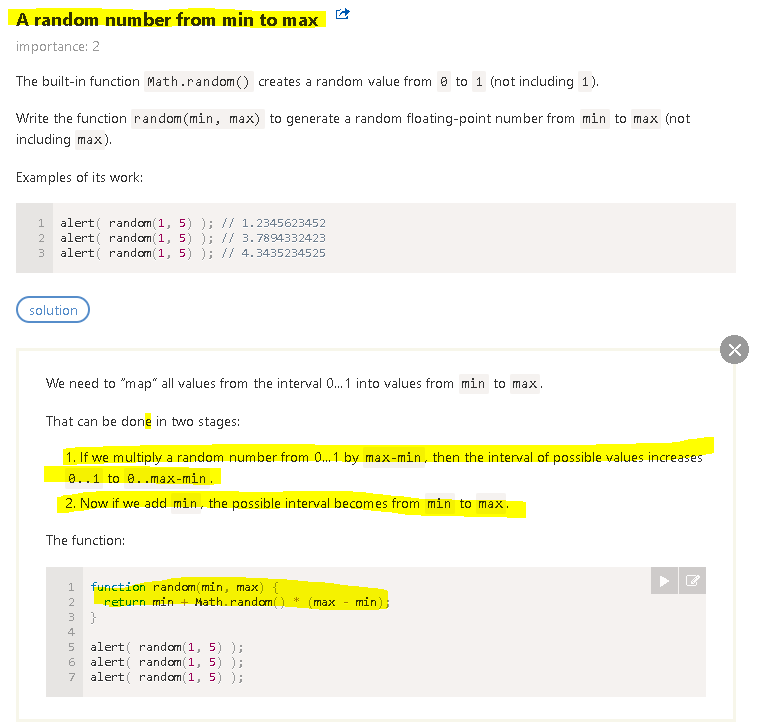 A random number from min to max
importance: 2
The built-in function Math.random() creates a random value from 0 to 1 (not including 1).
Write the function random(min, max) to generate a random floating-point number from min to max (not
including max).
Examples of its work:
1 alert( random(1, 5) ); // 1.2345623452
2 alert( random(1, 5) ); // 3.7894332423
3 alert( random(1, 5) ); // 4.3435234525
solution
We need to “map” all values from the interval 0…1 into values from min to max.
That can be done in two stages:
1. If we multiply a random number from 0…1 by max-min, then the interval of possible values increases
0..1 to 0..max-min.
2. Now if we add min, the possible interval becomes from min to max.
The function:
1 function random(min, max) {
2 return min + Math.random() * (max - min);
3 }
4
5 alert( random(1, 5) );
6 alert( random(1, 5) );
7 alert( random(1, 5) );